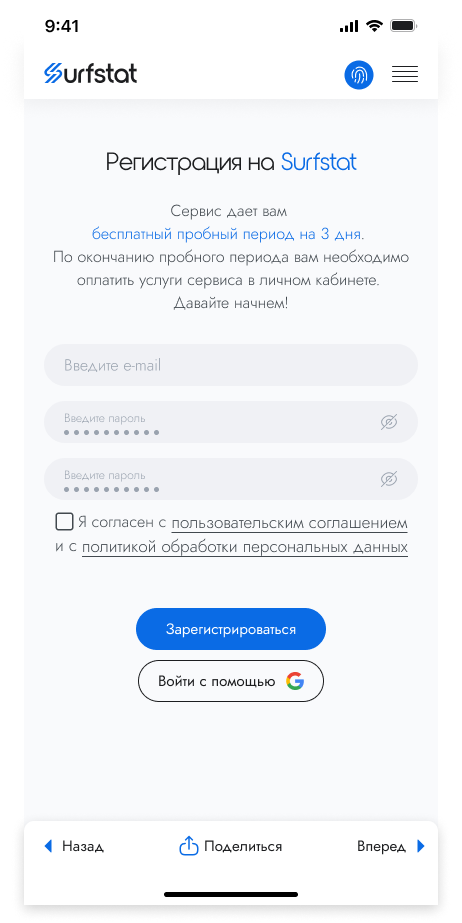 9:41
Surfstat
Регистрация на Surfstat
Сервис дает вам
бесплатный пробный период на 3 дня.
По окончанию пробного периода вам необходимо
оплатить услуги сервиса в личном кабинете.
Давайте начнем!
Введите e-mail
Введите пароль
Введите пароль
Я согласен с пользовательским соглашением
и с политикой обработки персональных данных
Зарегистрироваться
Войти с помощью
Назад Поделиться Вперед